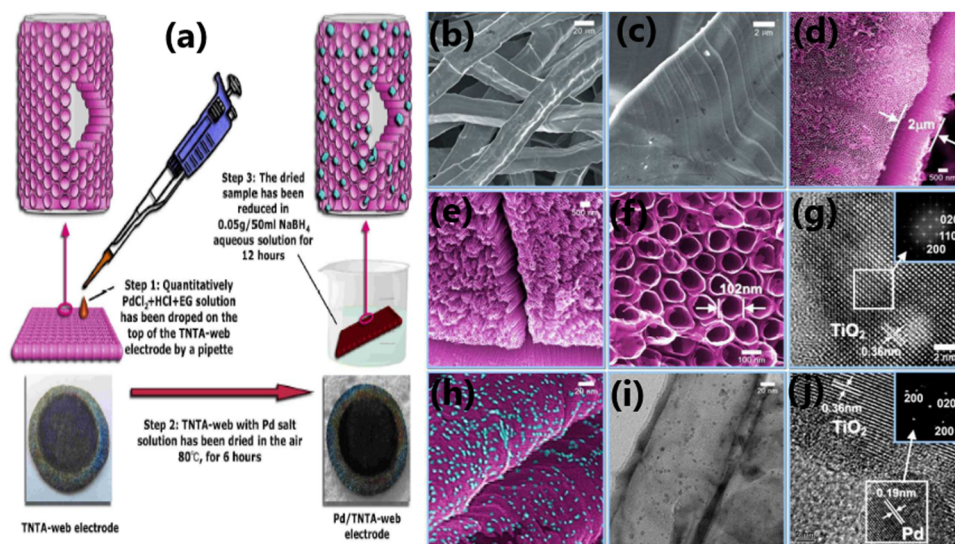 (a)
Step 3: The dried
sample has been
reduced in
0.05g/50ml NaBH4
aqueous solution for
12 hours
Step 1: Quantitatively
PdCl2+HCl+EG solution
has been droped on the
top of the TNTA-web
electrode by a pipette
Step 2: TNTA-web with Pd salt
solution has been dried in the air
80℃, for 6 hours
TNTA-web electrode
Pd/TNTA-web
electrode
(b)
20 μm
(c)
2 μm
(d)
2μm
500 nm
(e)
500 nm
(f)
102nm
100 nm
(g)
020
110
200
TiO2
0.36nm
2 nm
(h)
20 nm
(i)
20 nm
(j)
0.36nm
TiO2
200
020
200
0.19nm
Pd